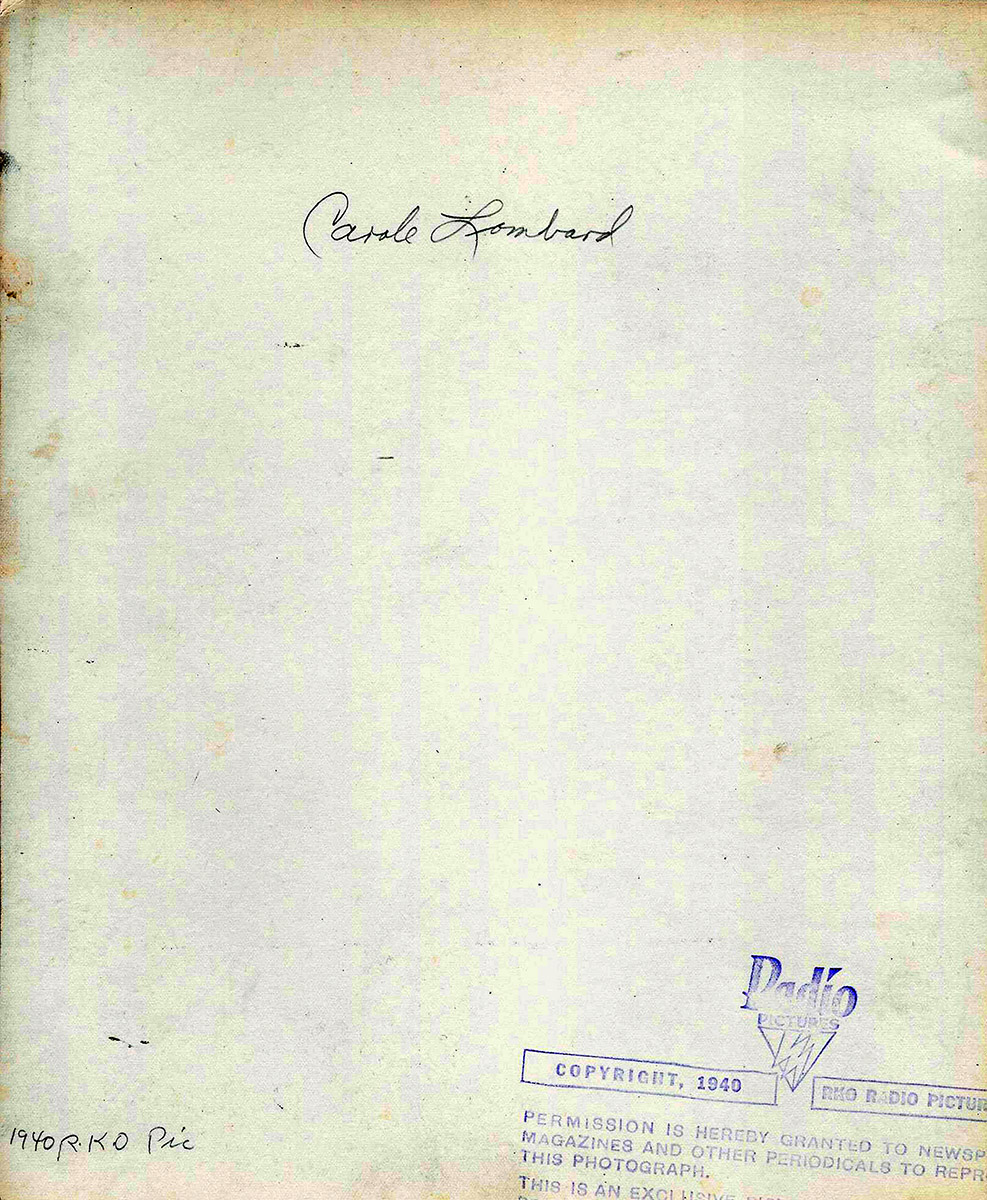 Carole Lombard
Radio
PICTURES
COPYRIGHT, 1940
RKO RADIO PICTUR
PERMISSION IS HEREBY GRANTED TO NEWSP
MAGAZINES AND OTHER PERIODICALS TO REPR
THIS PHOTOGRAPH.
THIS IS AN EXCLUSIVE
1940 R.K.O Pic